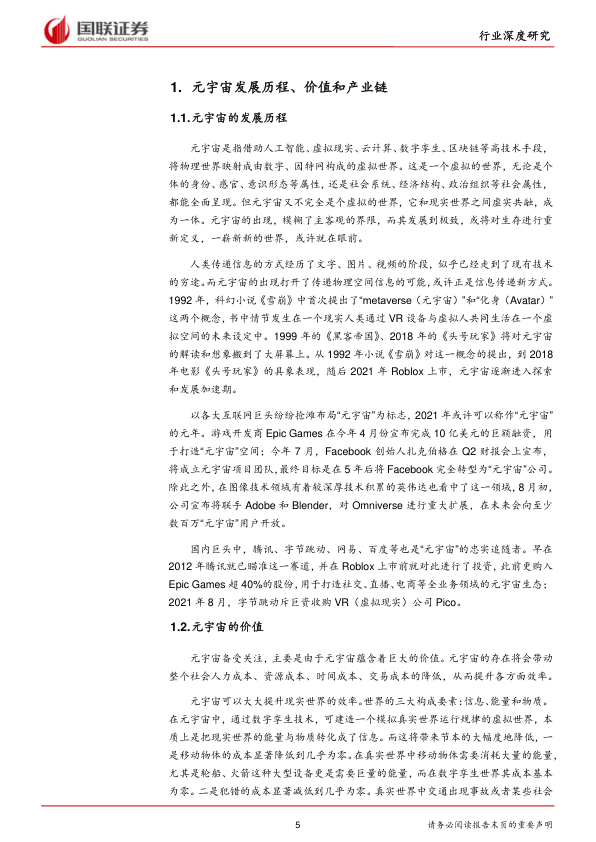 国联证券
GUOLIAN SECURITIES
行业深度研究
1. 元宇宙发展历程、价值和产业链
1.1.元宇宙的发展历程
元宇宙是指借助人工智能、虚拟现实、云计算、数字孪生、区块链等高技术手段，
将物理世界映射成由数字、因特网构成的虚拟世界。这是一个虚拟的世界，无论是个
体的身份、感官、意识形态等属性，还是社会系统、经济结构、政治组织等社会属性，
都能全面呈现。但元宇宙又不完全是个虚拟的世界，它和现实世界之间虚实共融，成
为一体。元宇宙的出现，模糊了主客观的界限，而其发展到极致，或将对生存进行重
新定义，一崭新新的世界，或许就在眼前。
人类传递信息的方式经历了文字、图片、视频的阶段，似乎已经走到了现有技术
的穷途。而元宇宙的出现打开了传递物理空间信息的可能，或许正是信息传递新方式。
1992 年，科幻小说《雪崩》中首次提出了“metaverse（元宇宙）”和“化身（Avatar）”
这两个概念，书中情节发生在一个现实人类通过 VR 设备与虚拟人共同生活在一个虚
拟空间的未来设定中。1999 年的《黑客帝国》、2018 年的《头号玩家》将对元宇宙
的解读和想象搬到了大屏幕上。从 1992 年小说《雪崩》对这一概念的提出，到 2018
年电影《头号玩家》的具象表现，随后 2021 年 Roblox 上市，元宇宙逐渐进入探索
和发展加速期。
以各大互联网巨头纷纷抢滩布局“元宇宙”为标志，2021 年或许可以称作“元宇宙”
的元年。游戏开发商 Epic Games 在今年 4 月份宣布完成 10 亿美元的巨额融资，用
于打造“元宇宙”空间；今年 7 月，Facebook 创始人扎克伯格在 Q2 财报会上宣布，
将成立元宇宙项目团队，最终目标是在 5 年后将 Facebook 完全转型为“元宇宙”公司。
除此之外，在图像技术领域有着较深厚技术积累的英伟达也看中了这一领域，8 月初，
公司宣布将联手 Adobe 和 Blender，对 Omniverse 进行重大扩展，在未来会向至少
数百万“元宇宙”用户开放。
国内巨头中，腾讯、字节跳动、网易、百度等也是“元宇宙”的忠实追随者。早在
2012 年腾讯就已瞄准这一赛道，并在 Roblox 上市前就对此进行了投资，此前更购入
Epic Games 超 40%的股份，用于打造社交、直播、电商等全业务领域的元宇宙生态；
2021 年 8 月，字节跳动斥巨资收购 VR（虚拟现实）公司 Pico。
1.2.元宇宙的价值
元宇宙备受关注，主要是由于元宇宙蕴含着巨大的价值。元宇宙的存在将会带动
整个社会人力成本、资源成本、时间成本、交易成本的降低，从而提升各方面效率。
元宇宙可以大大提升现实世界的效率。世界的三大构成要素：信息、能量和物质。
在元宇宙中，通过数字孪生技术，可建造一个模拟真实世界运行规律的虚拟世界，本
质上是把现实世界的能量与物质转化成了信息。而这将带来节本的大幅度地降低，一
是移动物体的成本显著降低到几乎为零。在真实世界中移动物体需要消耗大量的能量，
尤其是轮船、火箭这种大型设备更是需要巨量的能量，而在数字孪生世界其成本基本
为零。二是犯错的成本显著减低到几乎为零。真实世界中交通出现事故或者某些社会
5
请务必阅读报告末页的重要声明